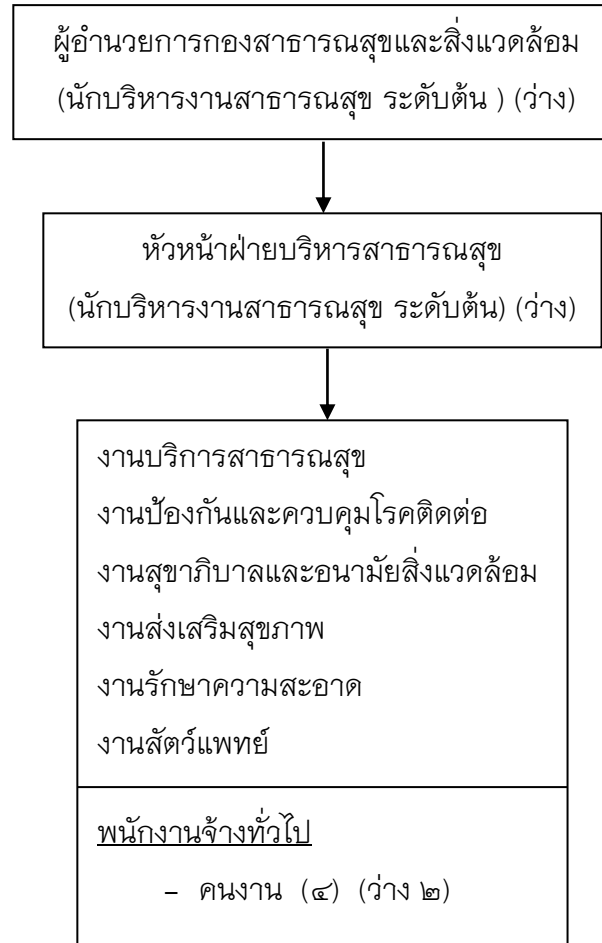 ผู้อำนวยการกองสาธารณสุขและสิ่งแวดล้อม
(นักบริหารงานสาธารณสุข ระดับต้น ) (ว่าง)
หัวหน้าฝ่ายบริหารสาธารณสุข
(นักบริหารงานสาธารณสุข ระดับต้น) (ว่าง)
งานบริการสาธารณสุข
งานป้องกันและควบคุมโรคติดต่อ
งานสุขาภิบาลและอนามัยสิ่งแวดล้อม
งานส่งเสริมสุขภาพ
งานรักษาความสะอาด
งานสัตว์แพทย์
พนักงานจ้างทั่วไป
- คนงาน (๔) (ว่าง ๒)